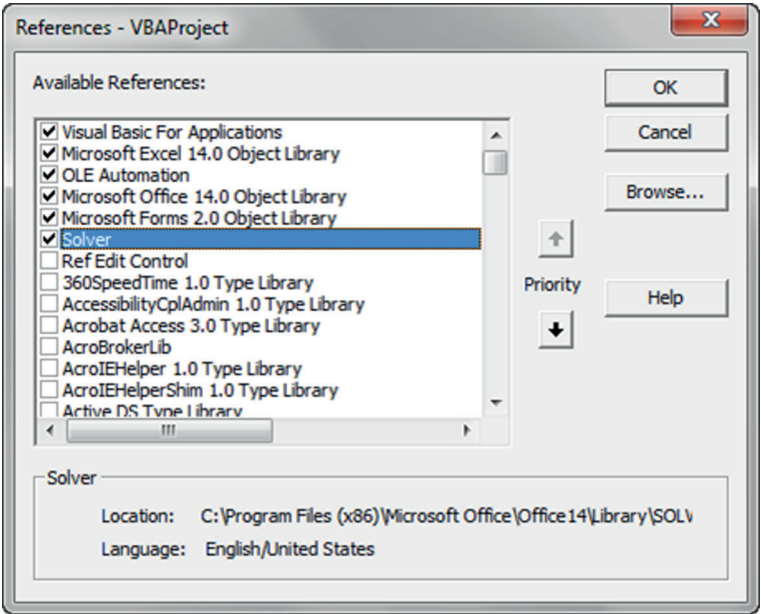 References - VBAProject
Available References:
Visual Basic For Applications
Microsoft Excel 14.0 Object Library
OLE Automation
Microsoft Office 14.0 Object Library
Microsoft Forms 2.0 Object Library
Solver
Ref Edit Control
360SpeedTime 1.0 Type Library
AccessibilityCplAdmin 1.0 Type Library
Acrobat Access 3.0 Type Library
AcroBrokerLib
AcroIEHelper 1.0 Type Library
AcroIEHelperShim 1.0 Type Library
Active DS Type Library
OK
Cancel
Browse...
Priority
Help
Solver
Location: C:\Program Files (x86)\Microsoft Office\Office14\Library\SOLV
Language: English/United States